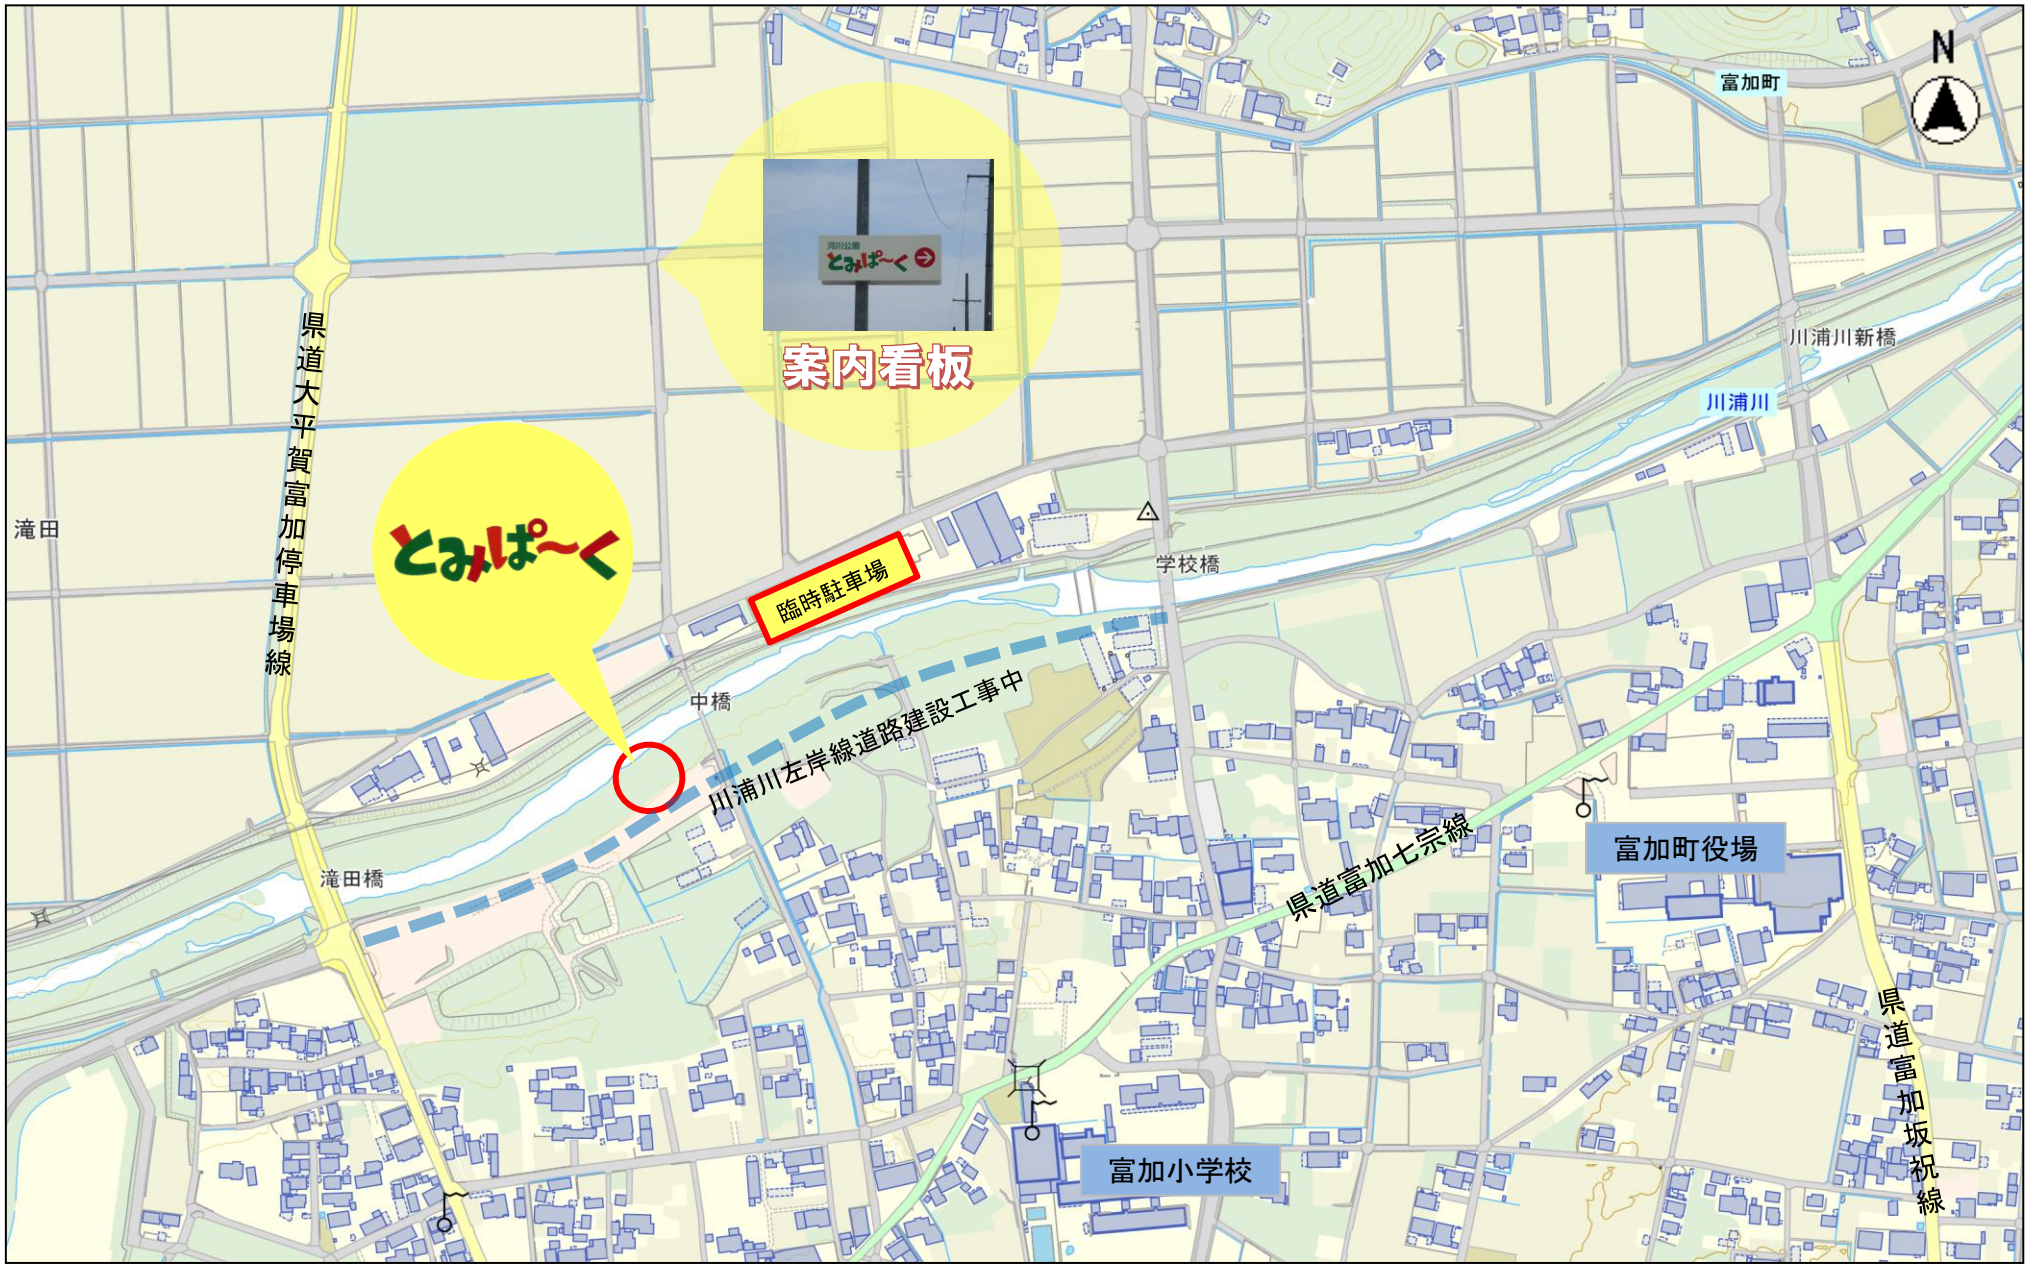 N
富加町
河川公園
とみぱ～く
案内看板
県道大平賀富加停車場線
川浦川新橋
川浦川
滝田
とみぱ～く
学校橋
臨時駐車場
中橋
川浦川左岸線道路建設工事中
滝田橋
県道富加七宗線
富加町役場
県道富加坂祝線
富加小学校